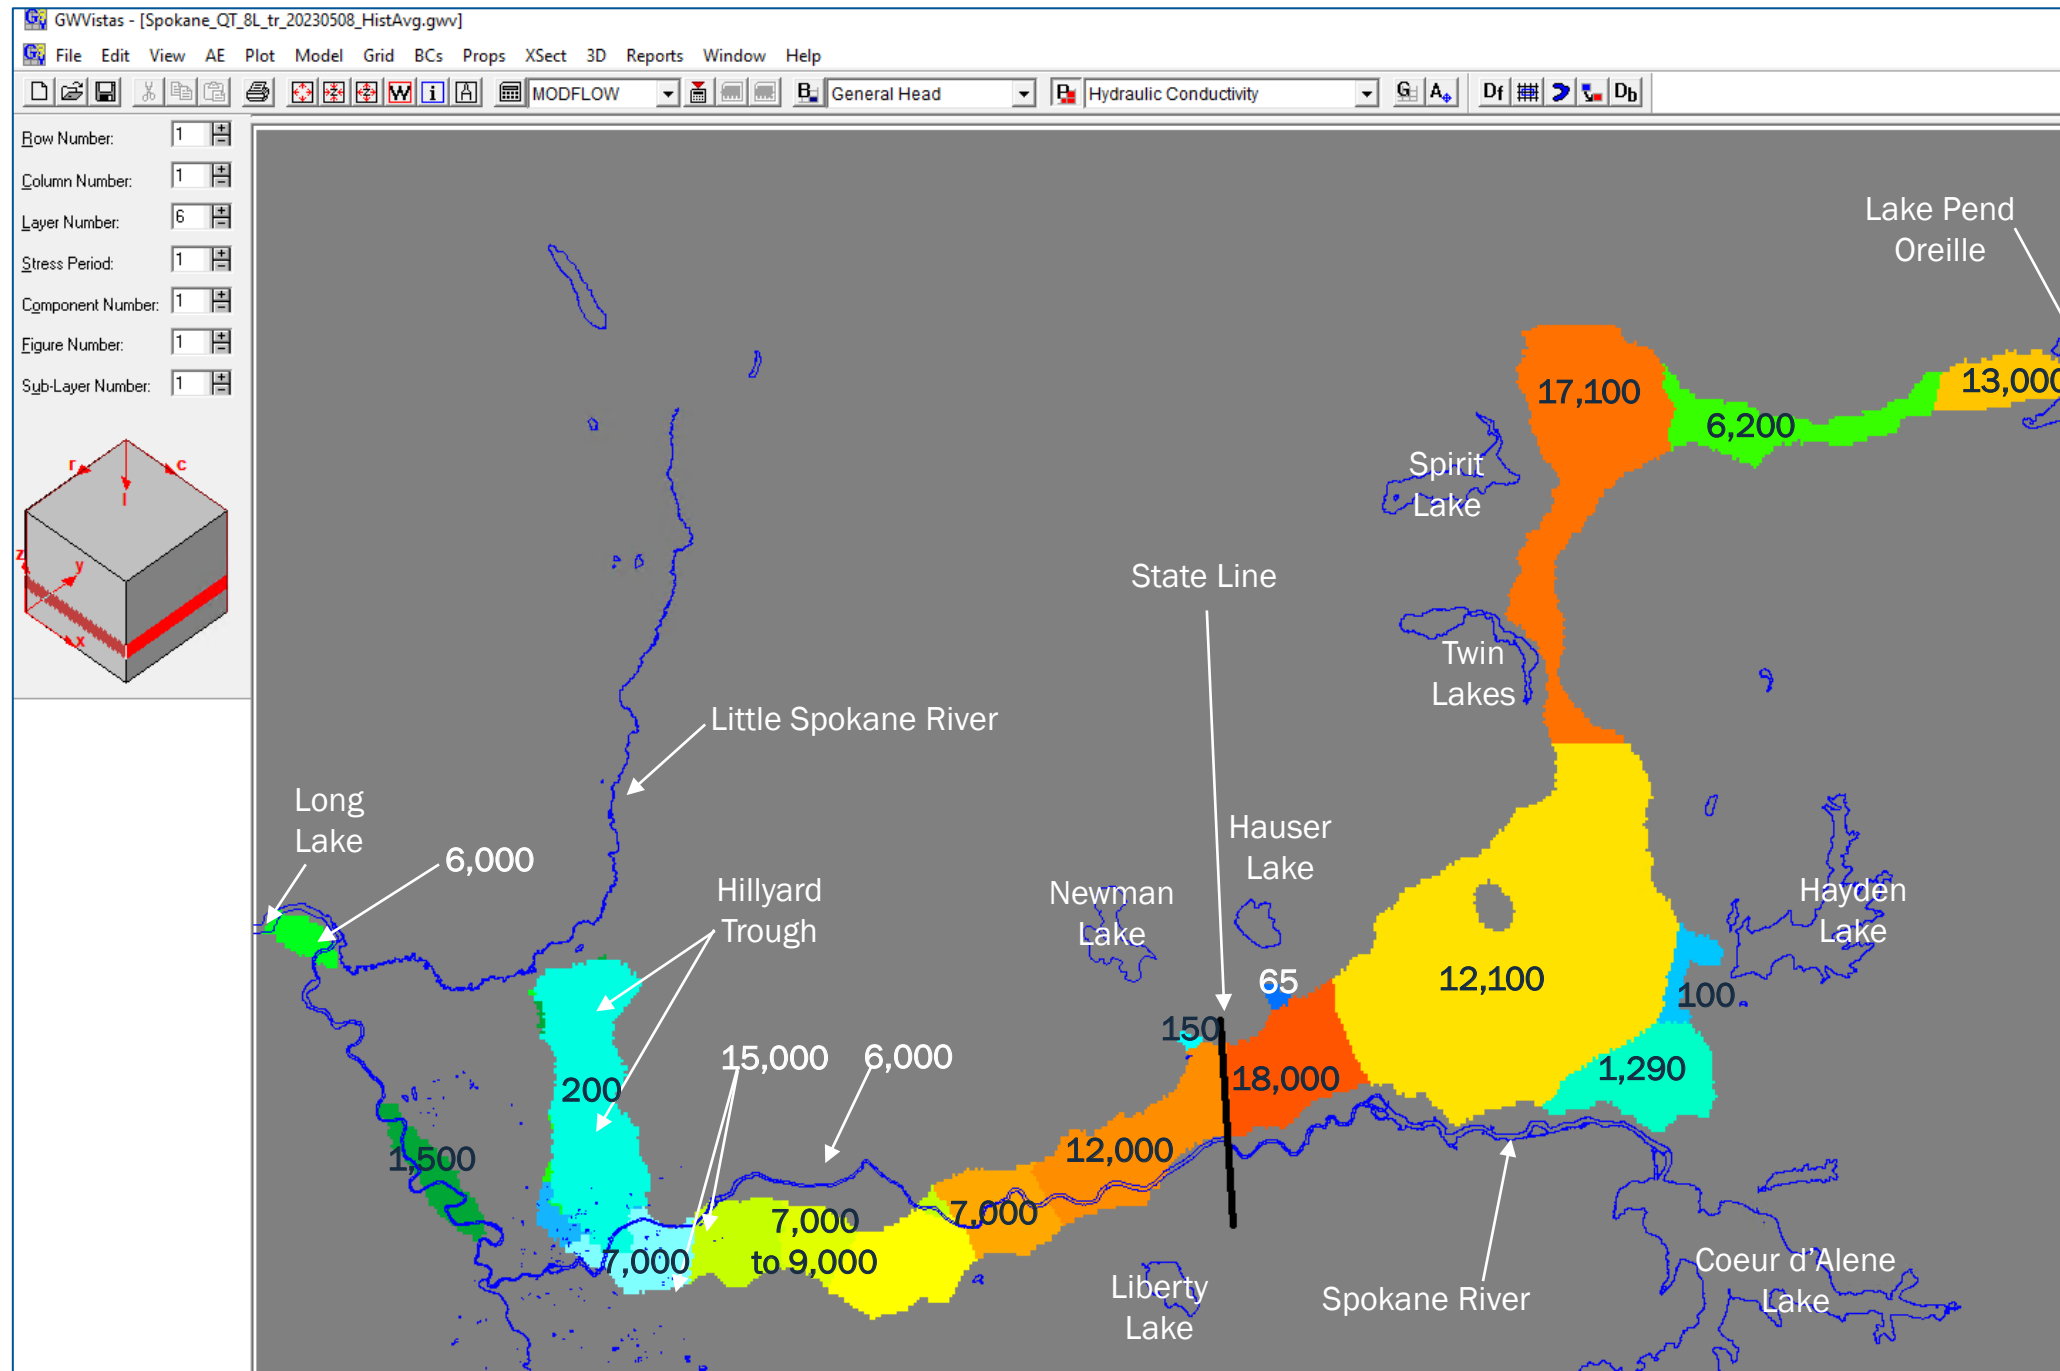 GWVistas - [Spokane_QT_8L_tr_20230508_HistAvg.gwv]
File Edit View AE Plot Model Grid BCs Props XSect 3D Reports Window Help
MODFLOW General Head Hydraulic Conductivity Df Db
Row Number: 1
Column Number: 1
Layer Number: 6
Stress Period: 1
Component Number: 1
Figure Number: 1
Sub-Layer Number: 1
r c
l
z y
x
Lake Pend
Oreille
17,100
13,000
6,200
Spirit
Lake
State Line
Twin
Lakes
Little Spokane River
Long
Lake
6,000
Hillyard
Trough
Newman
Lake
Hauser
Lake
Hayden
Lake
65
12,100
100
150
18,000
1,290
15,000
6,000
200
1,500
12,000
7,000
7,000
to 9,000
7,000
Liberty
Lake
Spokane River
Coeur d'Alene
Lake